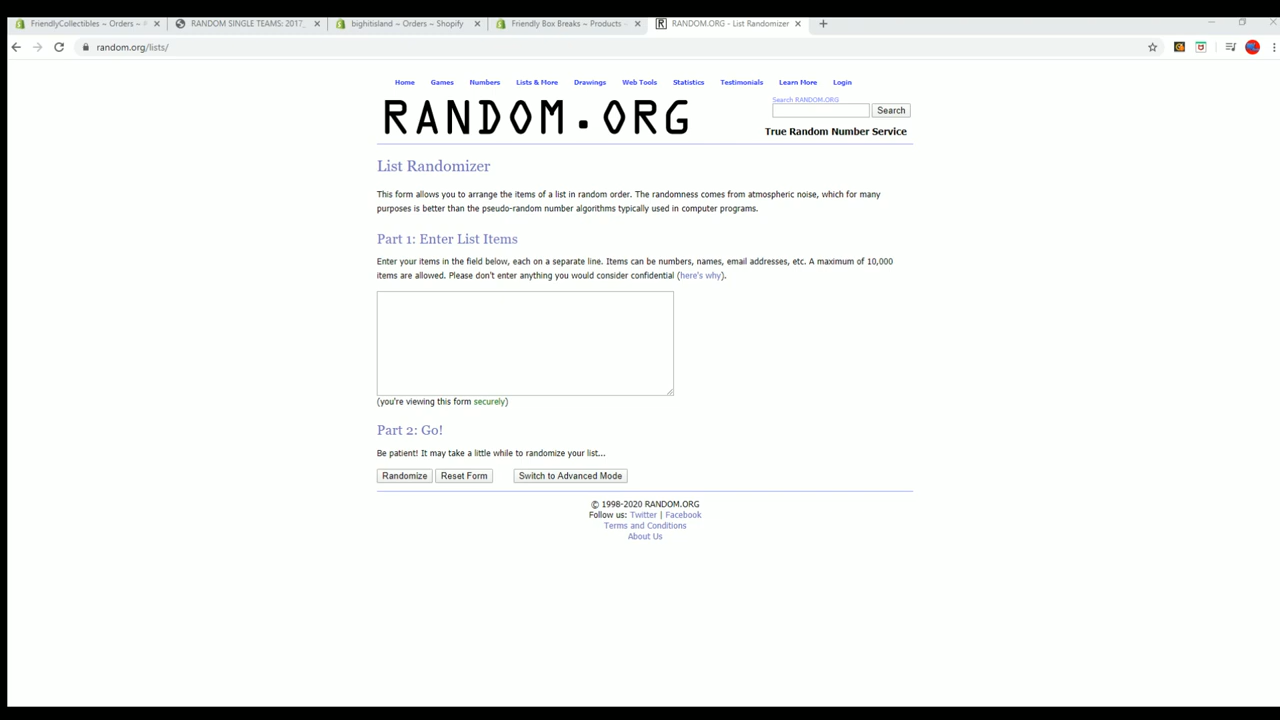 FriendlyCollectibles ~ Orders ~
RANDOM SINGLE TEAMS: 2017_
bighitisland ~ Orders ~ Shopify
Friendly Box Breaks ~ Products ~
RANDOM.ORG - List Randomizer
random.org/lists/
Home Games Numbers Lists & More Drawings Web Tools Statistics Testimonials Learn More Login
RANDOM.ORG
Search RANDOM.ORG
Search
True Random Number Service
List Randomizer
This form allows you to arrange the items of a list in random order. The randomness comes from atmospheric noise, which for many
purposes is better than the pseudo-random number algorithms typically used in computer programs.
Part 1: Enter List Items
Enter your items in the field below, each on a separate line. Items can be numbers, names, email addresses, etc. A maximum of 10,000
items are allowed. Please don't enter anything you would consider confidential (here's why).
(you're viewing this form securely)
Part 2: Go!
Be patient! It may take a little while to randomize your list...
Randomize Reset Form Switch to Advanced Mode
© 1998-2020 RANDOM.ORG
Follow us: Twitter | Facebook
Terms and Conditions
About Us